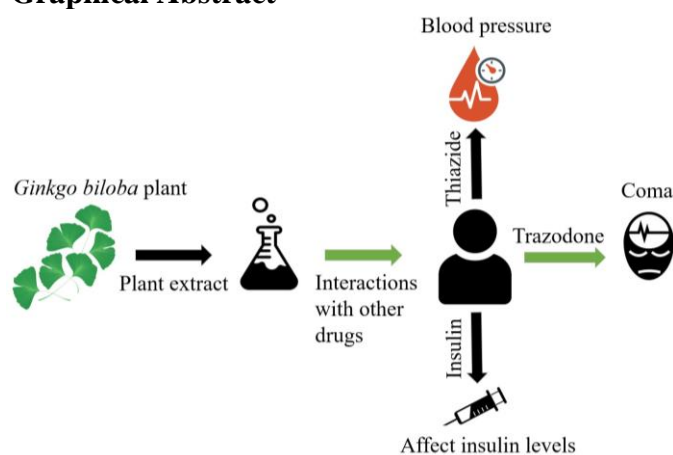 Graphical Abstract
Blood pressure
Thiazide
Ginkgo biloba plant
Coma
Trazodone
Plant extract
Interactions
with other
drugs
Insulin
Affect insulin levels